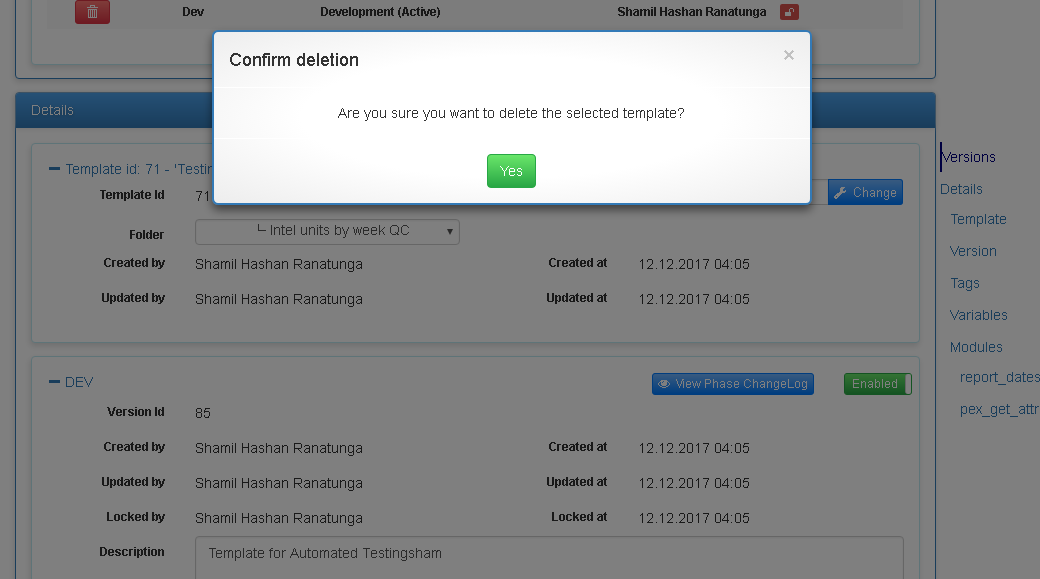 Dev Development (Active) Shamil Hashan Ranatunga
Confirm deletion ×
Are you sure you want to delete the selected template?
Yes
Details
Template id: 71 - 'Testin
Template Id 71 Change
Folder Intel units by week QC
Created by Shamil Hashan Ranatunga Created at 12.12.2017 04:05
Updated by Shamil Hashan Ranatunga Updated at 12.12.2017 04:05
DEV View Phase ChangeLog Enabled
Version Id 85
Created by Shamil Hashan Ranatunga Created at 12.12.2017 04:05
Updated by Shamil Hashan Ranatunga Updated at 12.12.2017 04:05
Locked by Shamil Hashan Ranatunga Locked at 12.12.2017 04:05
Description Template for Automated Testingsham
Versions
Details
Template
Version
Tags
Variables
Modules
report_dates
pex_get_attr